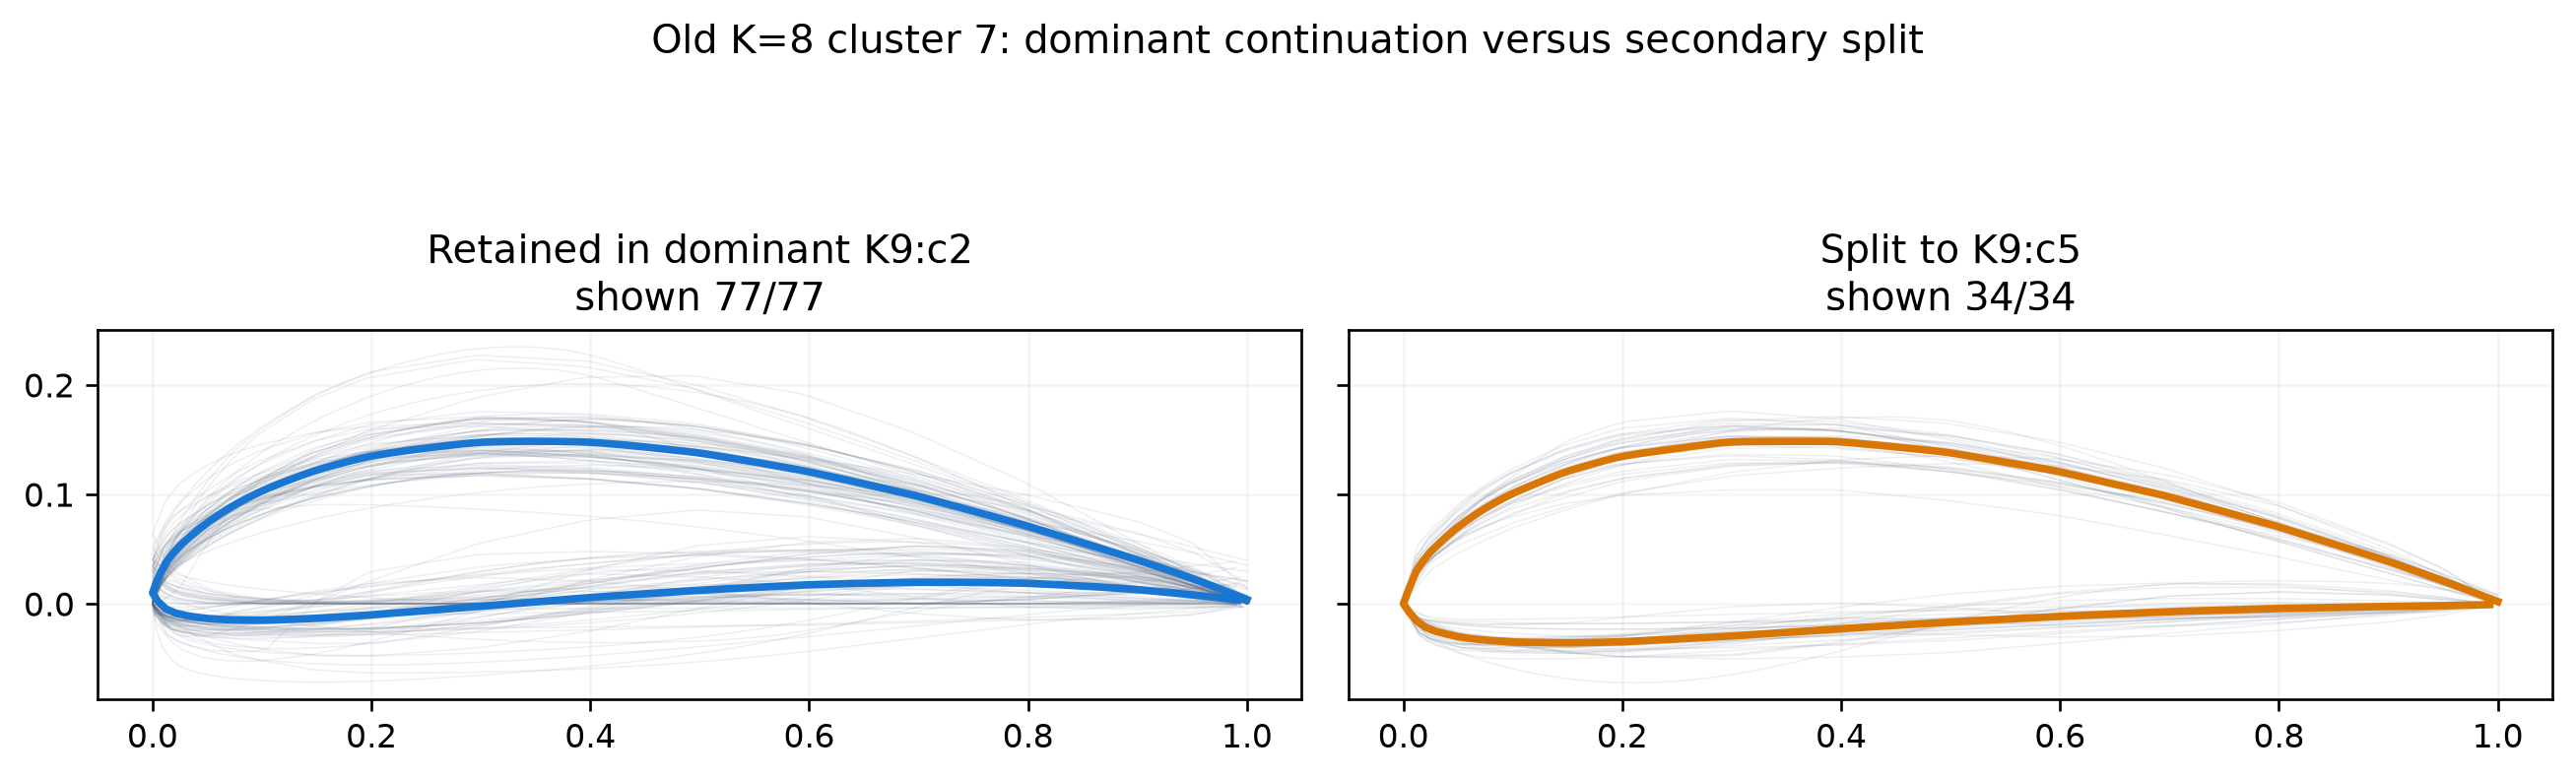 Old K=8 cluster 7: dominant continuation versus secondary split
Retained in dominant K9:c2
shown 77/77
Split to K9:c5
shown 34/34
0.2
0.1
0.0
0.0 0.2 0.4 0.6 0.8 1.0
0.0 0.2 0.4 0.6 0.8 1.0